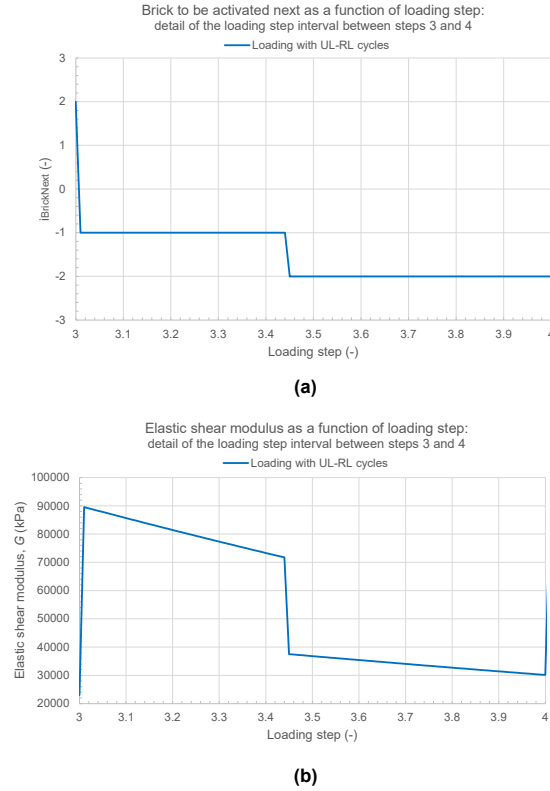 Brick to be activated next as a function of loading step:
detail of the loading step interval between steps 3 and 4
Loading with UL-RL cycles
3
2
1
0
-1
-2
-3
iBrickNext (-)
3 3.1 3.2 3.3 3.4 3.5 3.6 3.7 3.8 3.9 4
Loading step (-)
(a)
Elastic shear modulus as a function of loading step:
detail of the loading step interval between steps 3 and 4
Loading with UL-RL cycles
100000
90000
80000
70000
60000
50000
40000
30000
20000
Elastic shear modulus, G (kPa)
3 3.1 3.2 3.3 3.4 3.5 3.6 3.7 3.8 3.9 4
Loading step (-)
(b)